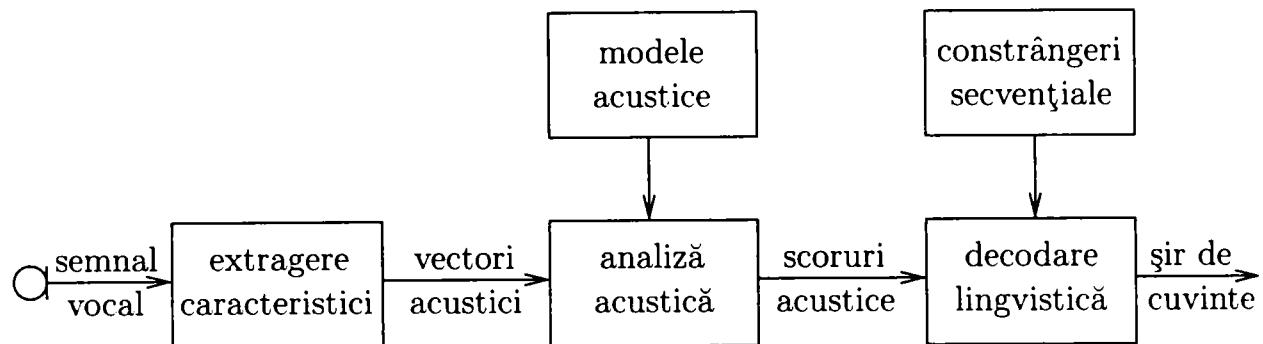 modele
acustice
constrângeri
secvenţiale
semnal
vocal
extragere
caracteristici
vectori
acustici
analiză
acustică
scoruri
acustice
decodare
lingvistică
şir de
cuvinte